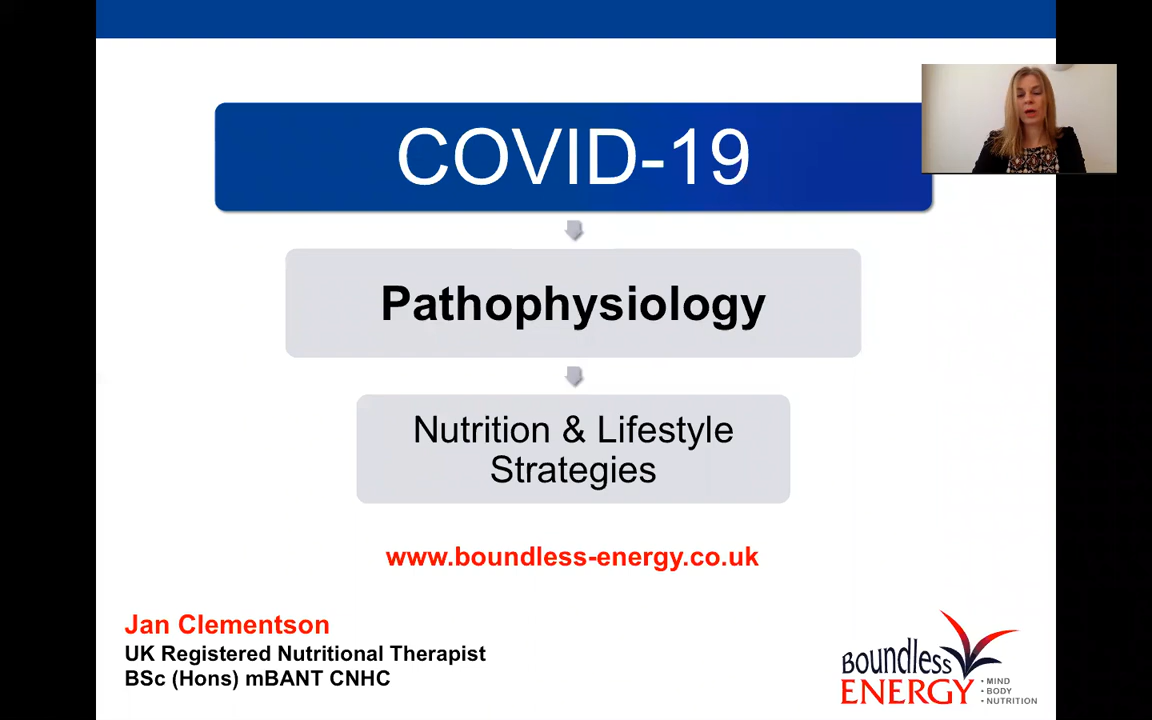 COVID-19
Pathophysiology
Nutrition & Lifestyle
Strategies
www.boundless-energy.co.uk
Jan Clementson
UK Registered Nutritional Therapist
BSc (Hons) mBANT CNHC
Boundless
ENERGY
• MIND
• BODY
• NUTRITION